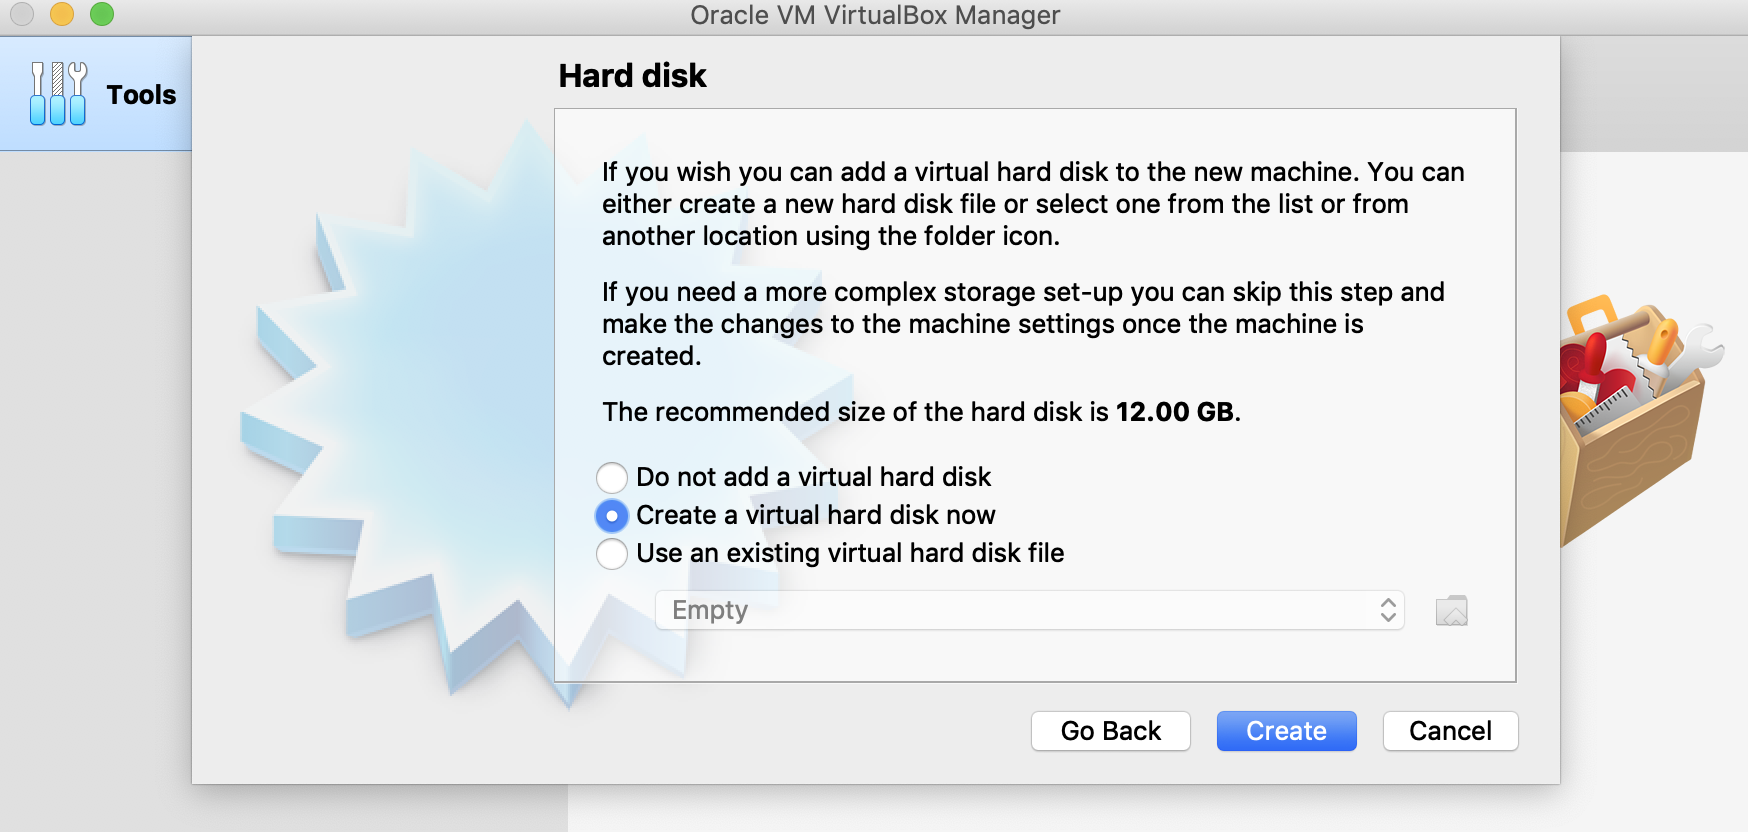 Oracle VM VirtualBox Manager
Tools
Hard disk
If you wish you can add a virtual hard disk to the new machine. You can
either create a new hard disk file or select one from the list or from
another location using the folder icon.
If you need a more complex storage set-up you can skip this step and
make the changes to the machine settings once the machine is
created.
The recommended size of the hard disk is 12.00 GB.
Do not add a virtual hard disk
Create a virtual hard disk now
Use an existing virtual hard disk file
Empty
Go Back
Create
Cancel